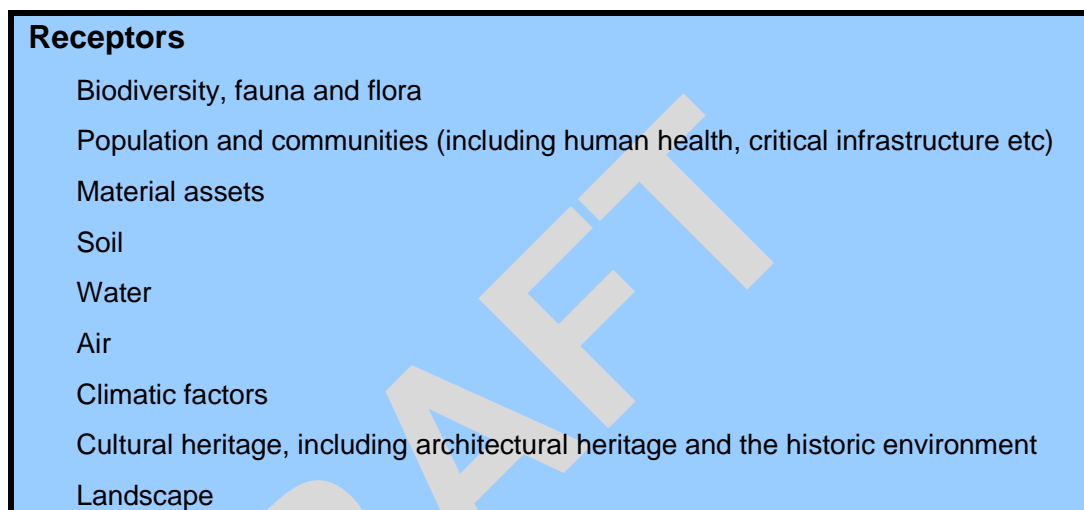 Receptors
Biodiversity, fauna and flora
Population and communities (including human health, critical infrastructure etc)
Material assets
Soil
Water
Air
Climatic factors
Cultural heritage, including architectural heritage and the historic environment
Landscape
DRAFT